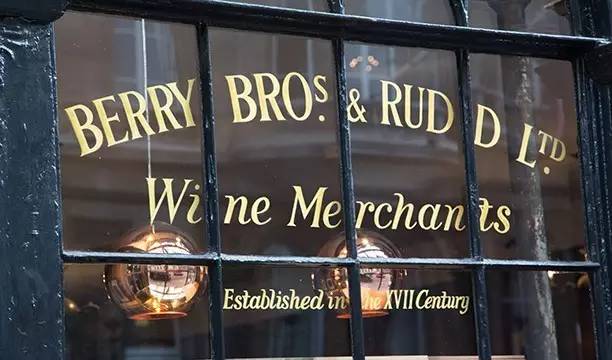 BERRY BROS. & RUDD LTD.
Wine Merchants
Established in the XVII Century